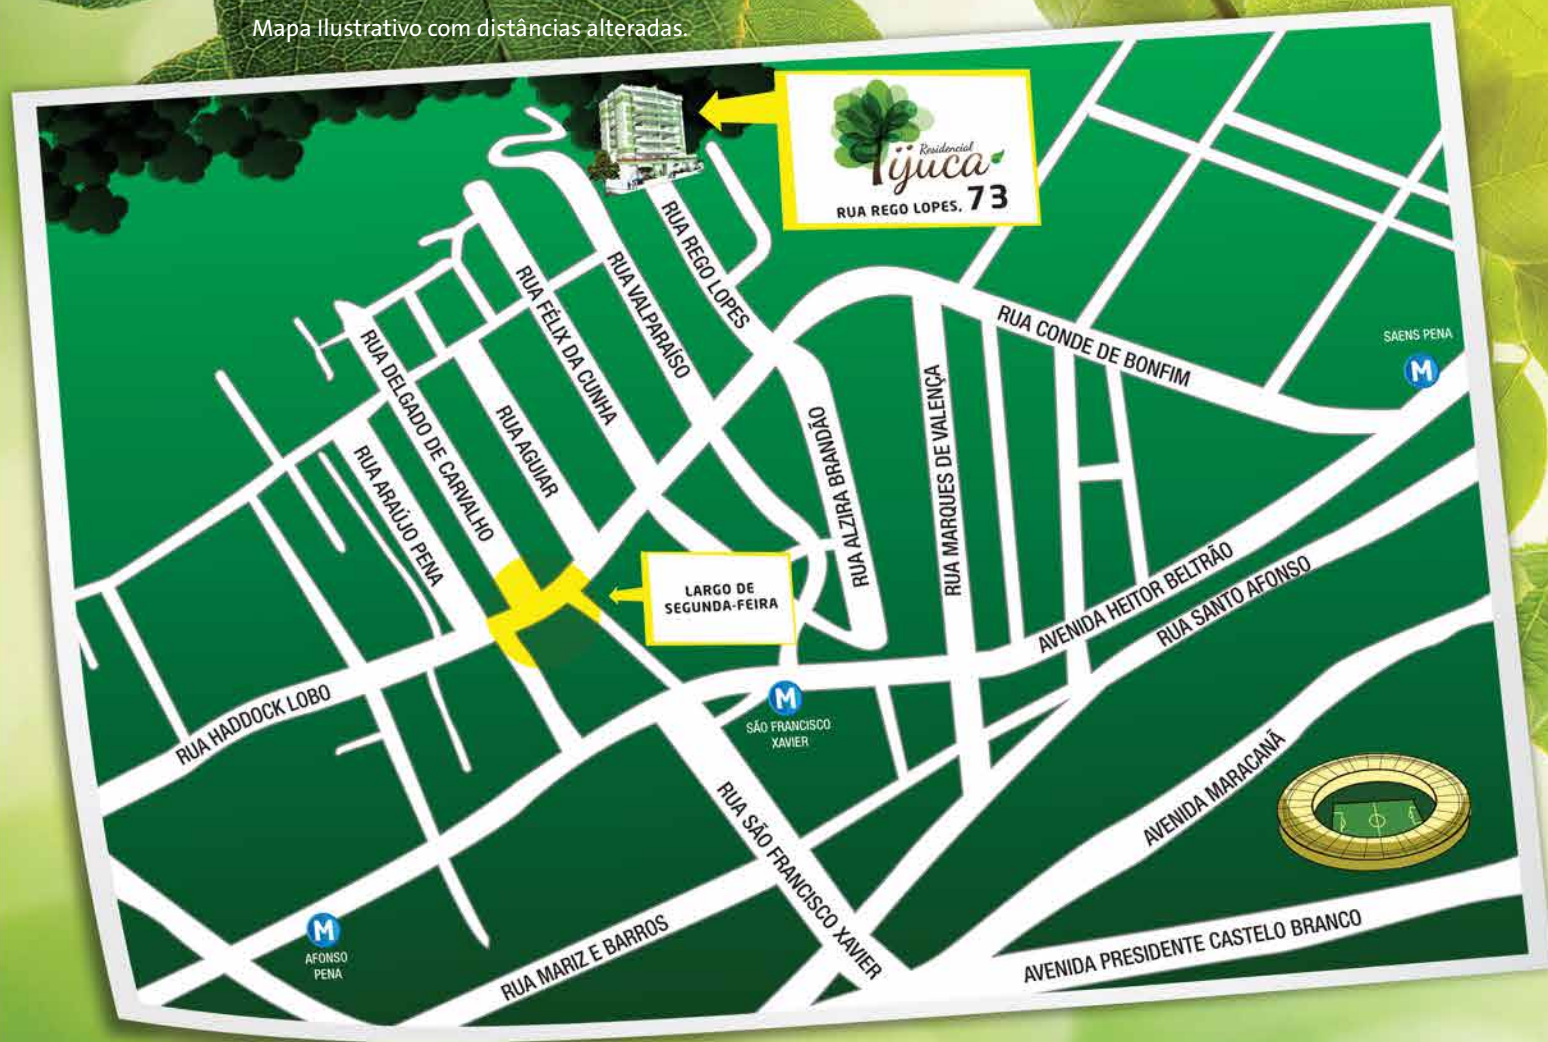 Mapa Ilustrativo com distâncias alteradas.
Residencial
Tijuca
RUA REGO LOPES, 73
RUA REGO LOPES
RUA VALPARAÍSO
RUA FÉLIX DA CUNHA
RUA DELGADO DE CARVALHO
RUA AGUIAR
RUA ARAÚJO PENA
RUA CONDE DE BONFIM
SAENS PENA
M
RUA ALZIRA BRANDÃO
RUA MARQUES DE VALENÇA
LARGO DE
SEGUNDA-FEIRA
AVENIDA HEITOR BELTRÃO
RUA SANTO AFONSO
RUA HADDOCK LOBO
M
SÃO FRANCISCO
XAVIER
RUA SÃO FRANCISCO XAVIER
AVENIDA MARACANÃ
M
AFONSO
PENA
RUA MARIZ E BARROS
AVENIDA PRESIDENTE CASTELO BRANCO